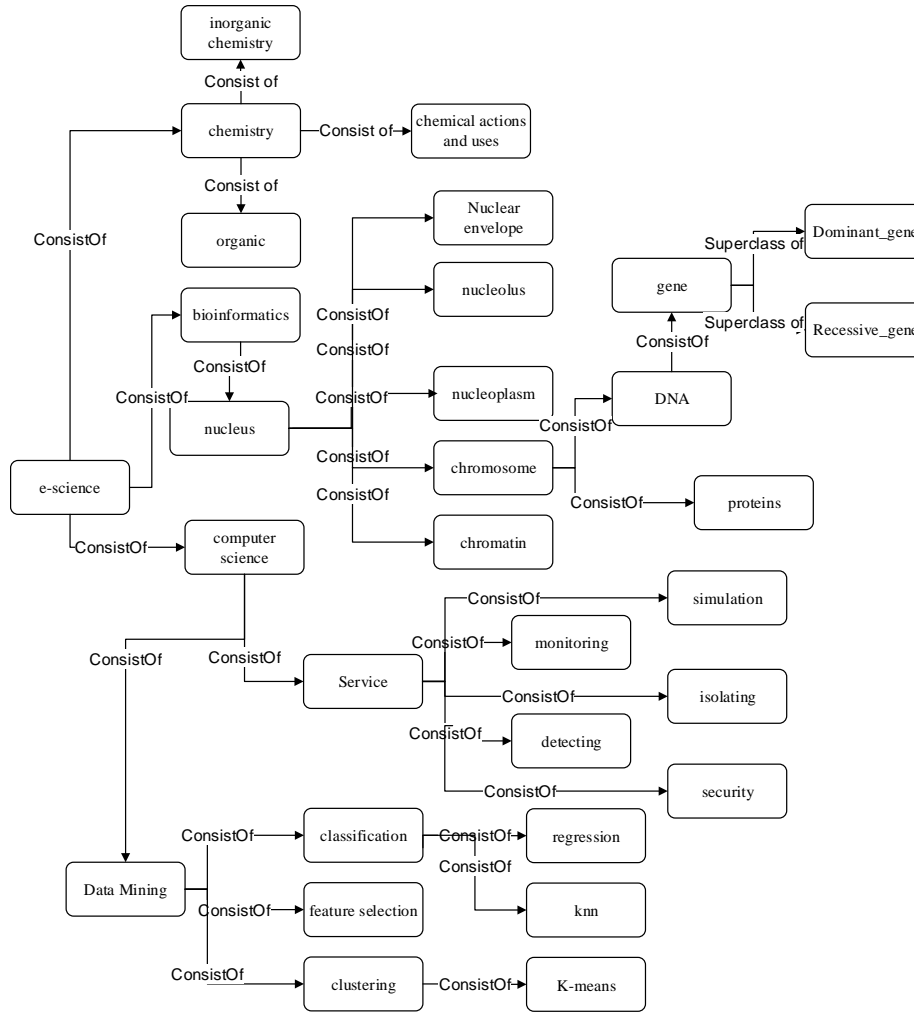 inorganic
chemistry
Consist of
chemistry
Consist of
chemical actions
and uses
Consist of
organic
ConsistOf
Nuclear
envelope
ConsistOf
nucleolus
ConsistOf
ConsistOf
bioinformatics
ConsistOf
ConsistOf
nucleus
nucleoplasm
ConsistOf
chromosome
ConsistOf
ConsistOf
chromatin
gene
Superclass of
Dominant_gene
Superclass of
Recessive_gene
ConsistOf
DNA
ConsistOf
ConsistOf
proteins
e-science
ConsistOf
computer
science
ConsistOf
ConsistOf
Service
ConsistOf
simulation
ConsistOf
monitoring
ConsistOf
isolating
ConsistOf
detecting
ConsistOf
security
Data Mining
ConsistOf
classification
ConsistOf
regression
ConsistOf
knn
ConsistOf
feature selection
ConsistOf
clustering
ConsistOf
K-means